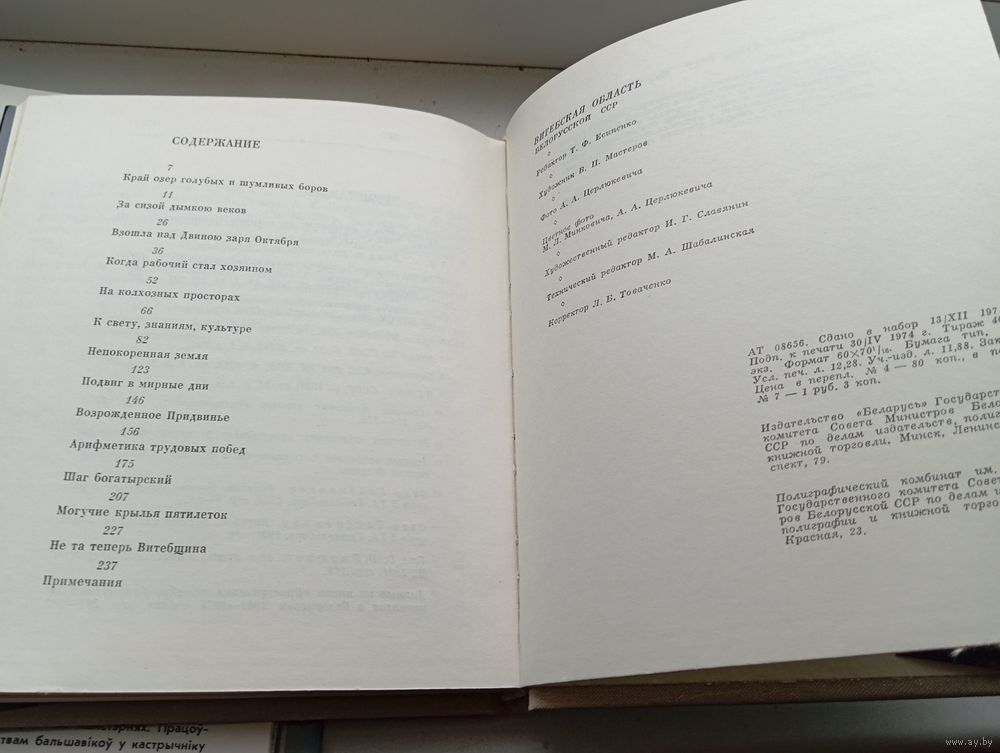 СОДЕРЖАНИЕ
7
Край озер голубых и шумливых боров
11
За сизой дымкою веков
26
Взошла над Двиною заря Октября
36
Когда рабочий стал хозяином
52
На колхозных просторах
66
К свету, знаниям, культуре
82
Непокоренная земля
123
Подвиг в мирные дни
146
Возрожденное Придвинье
156
Арифметика трудовых побед
175
Шаг богатырский
207
Могучие крылья пятилеток
227
Не та теперь Витебщина
237
Примечания
ВИТЕБСКАЯ ОБЛАСТЬ
БЕЛОРУССКОЙ ССР
Редактор Т. Ф. Есипенко
Художник В. П. Мастеров
Фото А. А. Церлюкевича
Цветное фото
М. Л. Минковича, А. А. Церлюкевича
Художественный редактор И. Г. Славянин
Технический редактор М. А. Шабалинская
Корректор Л. Б. Товаченко
АТ 08656. Сдано в набор 13/XII 197
Подп. к печати 30/IV 1974 г. Тираж
экз. Формат 60×70 1/16. Бумага тип.
Усл. печ. л. 12,28. Уч.-изд. л. 11,88. Зак.
Цена в перепл. № 4 — 80 коп., в пе
№ 7 — 1 руб. 3 коп.
Издательство «Беларусь» Государст
комитета Совета Министров Бело
ССР по делам издательств, полиг
книжной торговли. Минск, Ленинс
спект, 79.
Полиграфический комбинат им.
Государственного комитета Совет
ров Белорусской ССР по делам и
полиграфии и книжной торгов
Красная, 23.
Працоў-
твам бальшавікоў у кастрычніку
www.ay.by